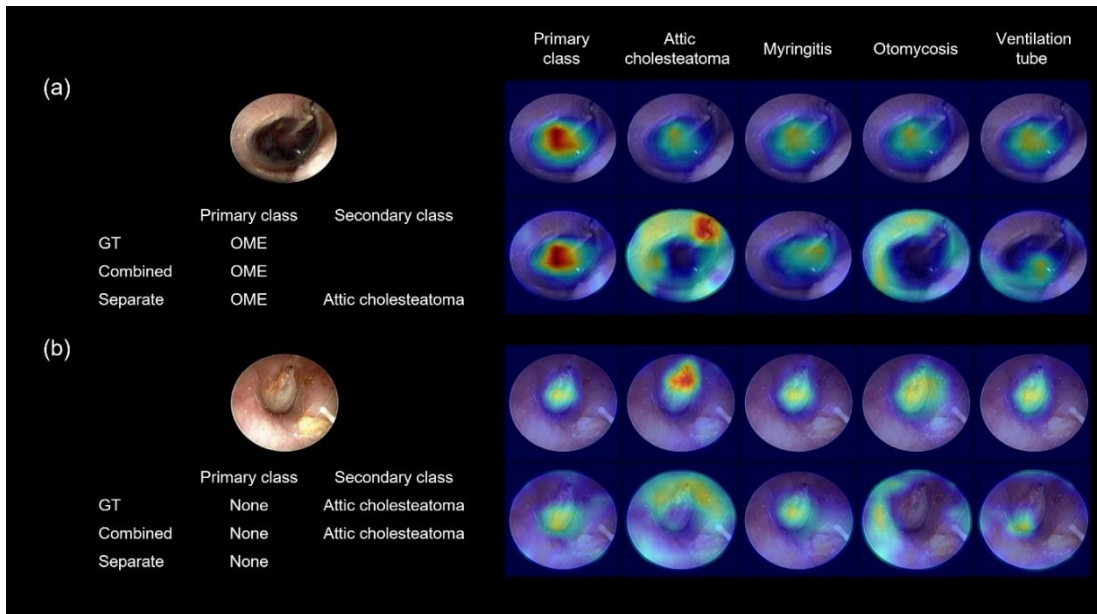 Primary class
Attic cholesteatoma
Myringitis
Otomycosis
Ventilation tube
(a)
Primary class Secondary class
GT OME
Combined OME
Separate OME Attic cholesteatoma
(b)
Primary class Secondary class
GT None Attic cholesteatoma
Combined None Attic cholesteatoma
Separate None